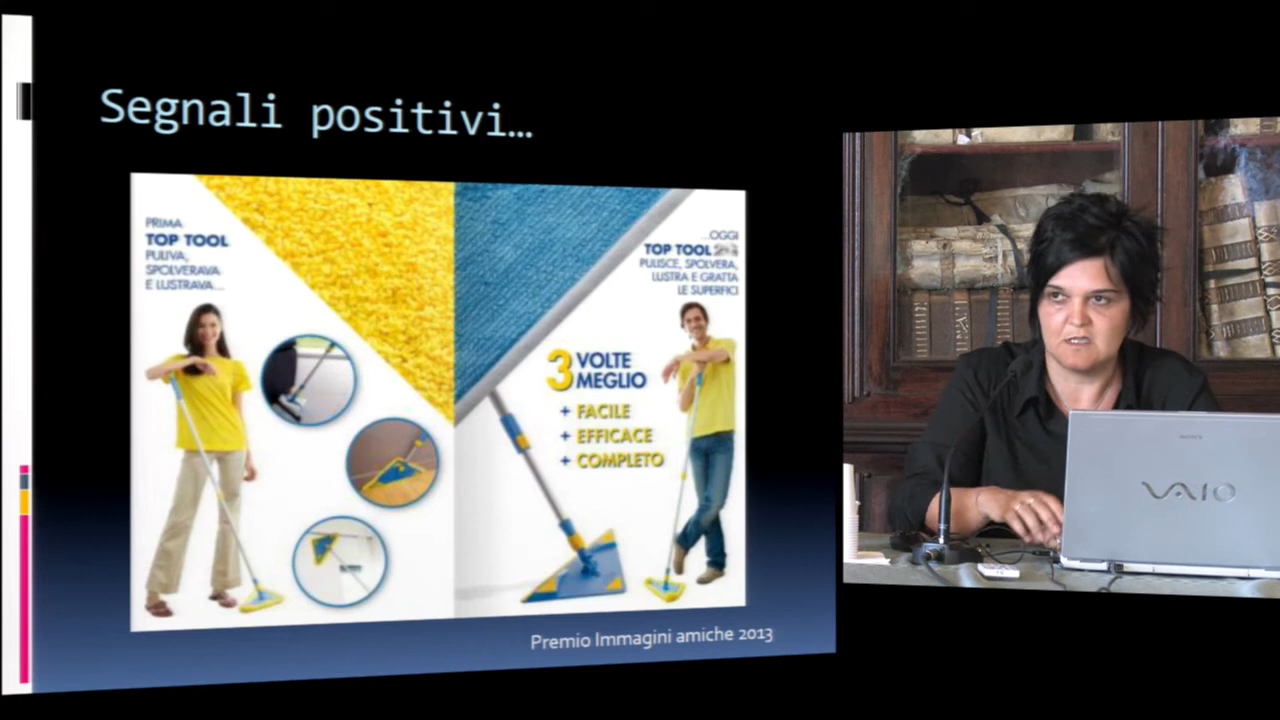 Segnali positivi…
PRIMA
TOP TOOL
PULIVA,
SPOLVERAVA
E LUSTRAVA...
...OGGI
TOP TOOL
PULISCE, SPOLVERA,
LUSTRA E GRATTA
LE SUPERFICI
3 VOLTE
MEGLIO
+ FACILE
+ EFFICACE
+ COMPLETO
Premio Immagini amiche 2013
SONY
VAIO